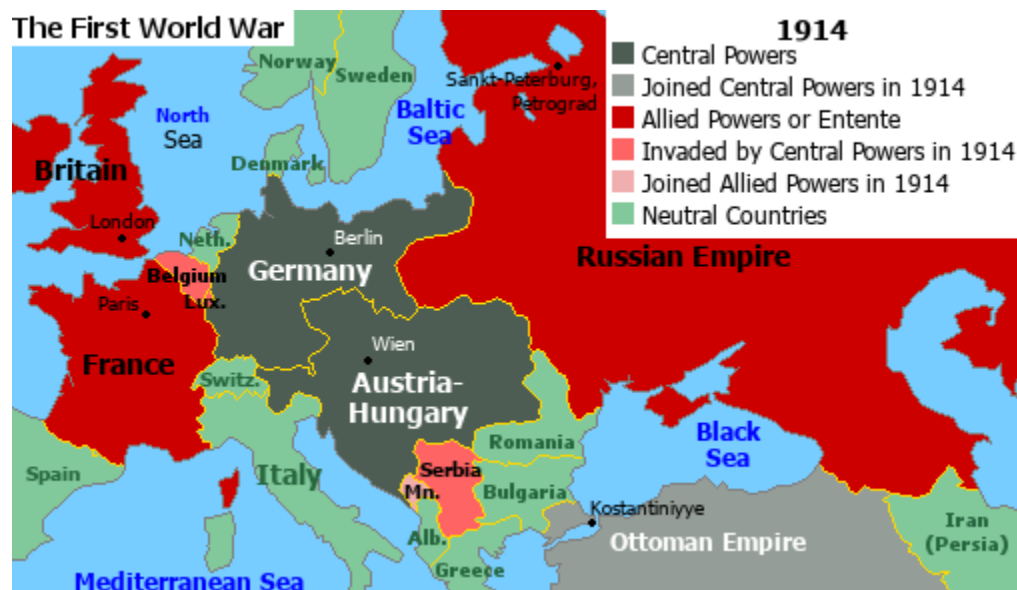 The First World War
1914
Central Powers
Joined Central Powers in 1914
Allied Powers or Entente
Invaded by Central Powers in 1914
Joined Allied Powers in 1914
Neutral Countries
Norway
Sweden
Sankt-Peterburg,
Petrograd
North
Sea
Baltic
Sea
Denmark
Britain
London
Neth.
Berlin
Germany
Russian Empire
Belgium
Lux.
Paris
France
Wien
Switz.
Austria-
Hungary
Romania
Black
Sea
Spain
Italy
Serbia
Mn.
Bulgaria
Kostantiniyye
Alb.
Ottoman Empire
Iran
(Persia)
Greece
Mediterranean Sea